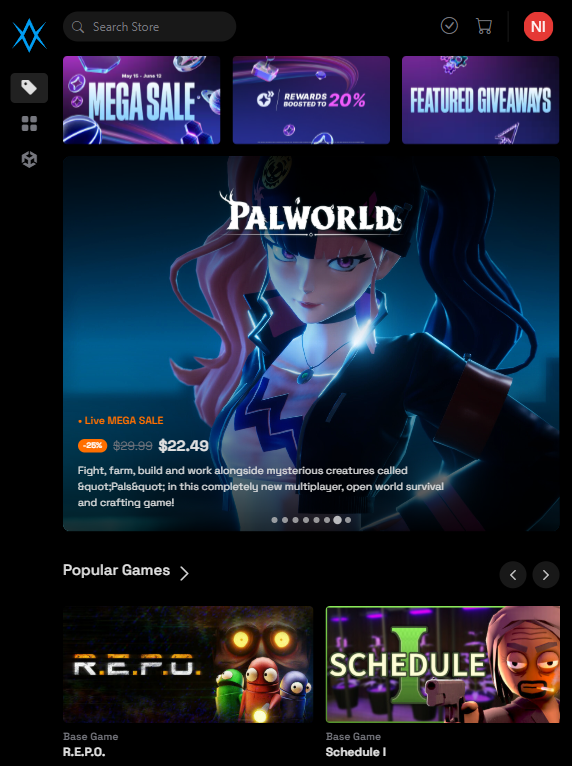 Search Store
NI
May 15 - June 12
MEGA SALE
REWARDS
BOOSTED TO 20%
FEATURED GIVEAWAYS
PALWORLD
• Live MEGA SALE
-25% $29.99 $22.49
Fight, farm, build and work alongside mysterious creatures called
&quot;Pals&quot; in this completely new multiplayer, open world survival
and crafting game!
Popular Games
R.E.P.O.
SCHEDULE I
Base Game
R.E.P.O.
Base Game
Schedule I